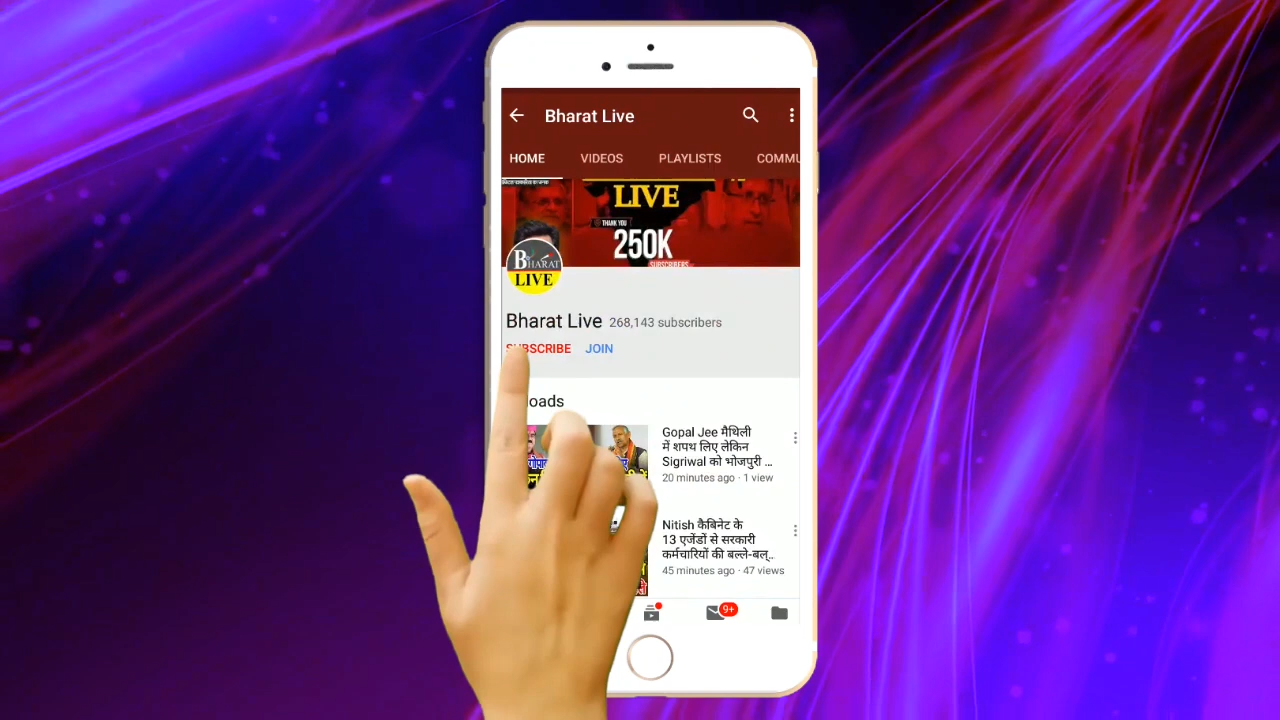 Bharat Live
HOME VIDEOS PLAYLISTS COMMU
LIVE
THANK YOU
250K
SUBSCRIBERS
BHARAT
LIVE
Bharat Live 268,143 subscribers
SUBSCRIBE JOIN
loads
Gopal Jee मैथिली
में शपथ लिए लेकिन
Sigriwal को भोजपुरी ...
20 minutes ago · 1 view
Nitish कैबिनेट के
13 एजेंडों से सरकारी
कर्मचारियों की बल्ले-बल्..
45 minutes ago · 47 views
9+